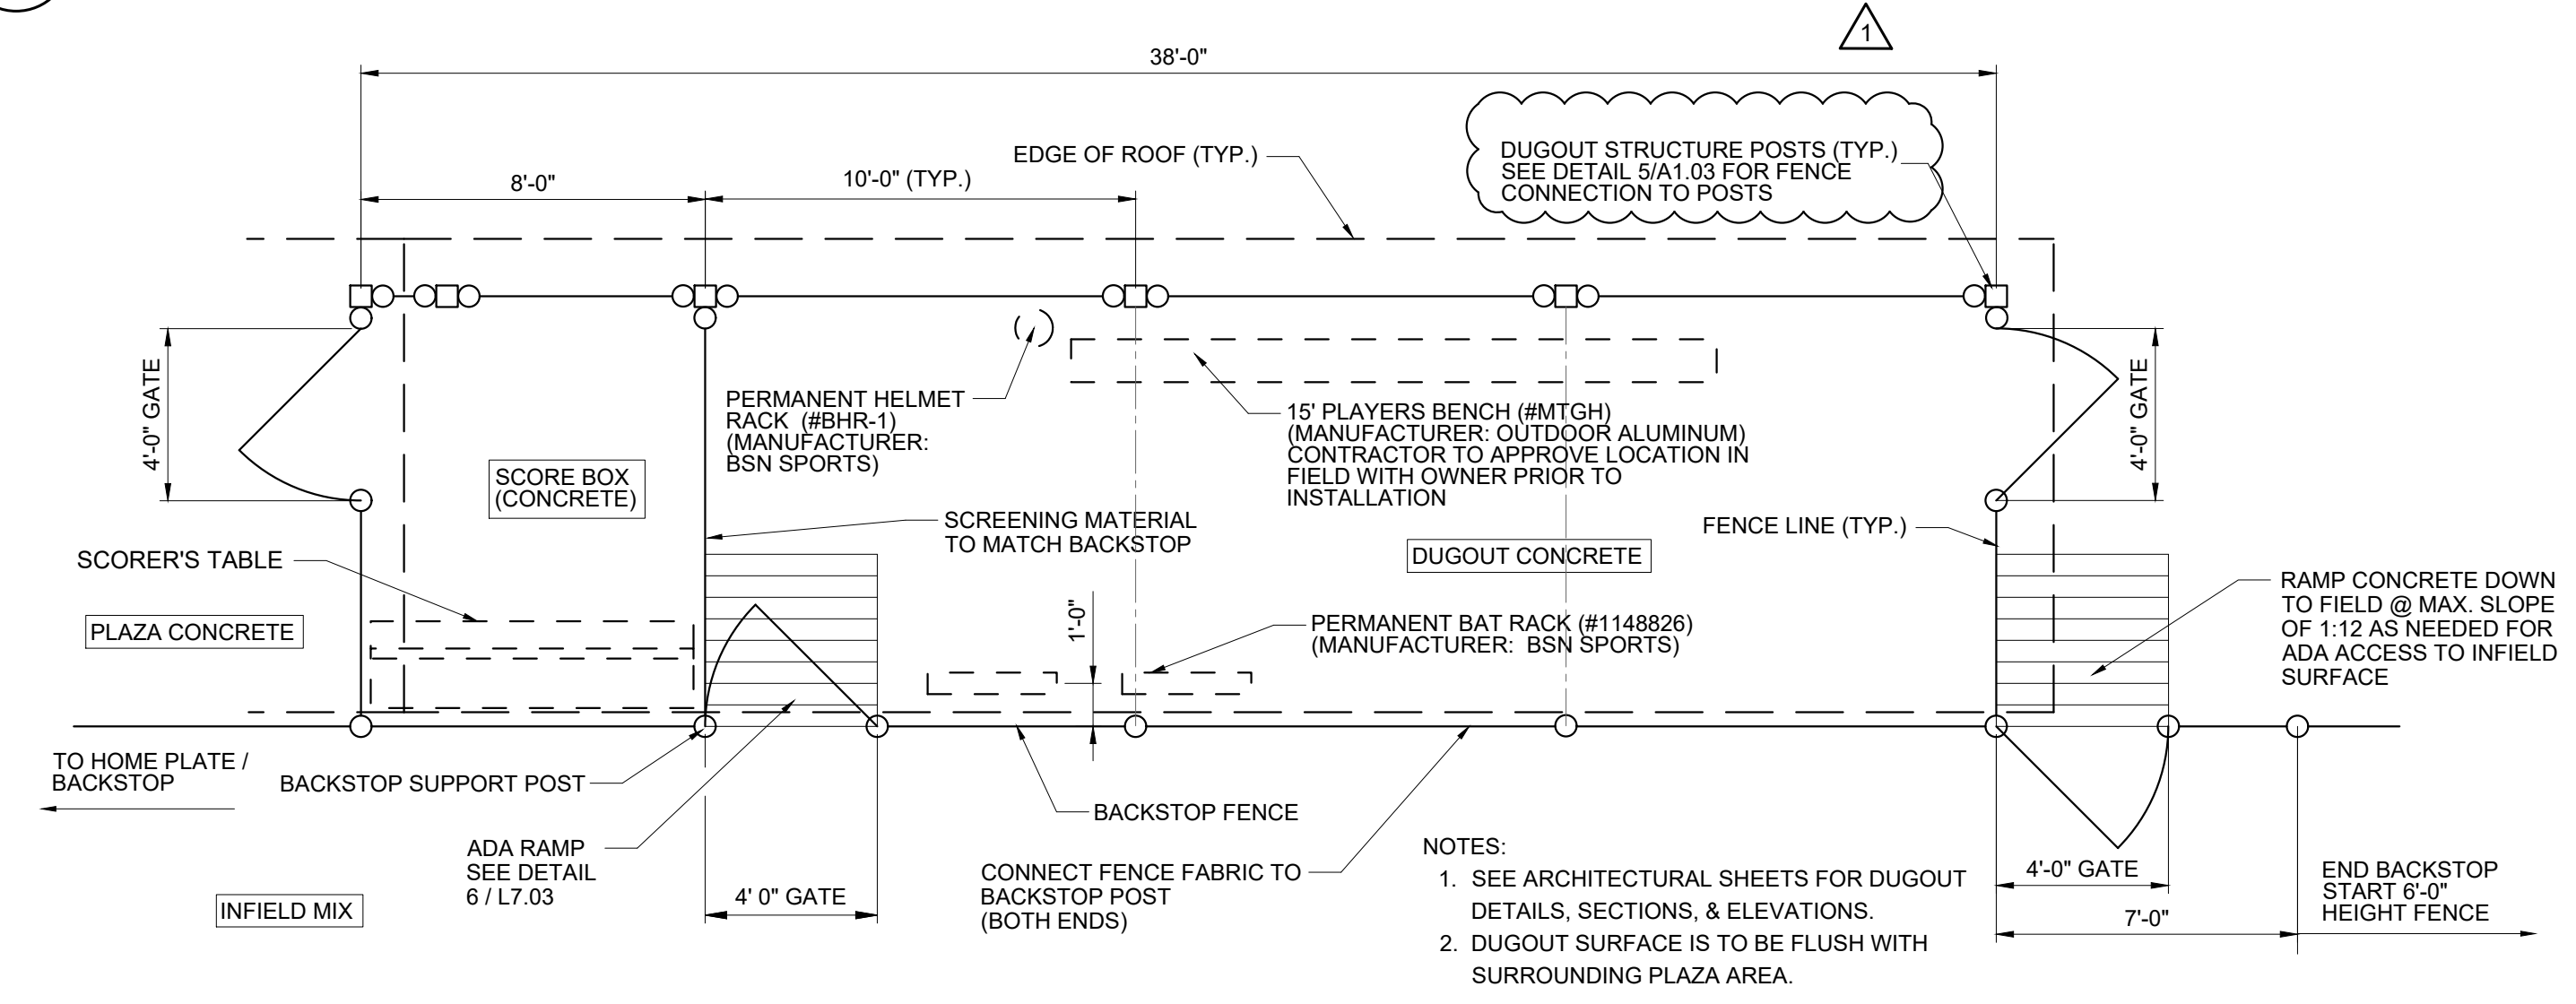 1
38'-0"
EDGE OF ROOF (TYP.)
DUGOUT STRUCTURE POSTS (TYP.)
SEE DETAIL 5/A1.03 FOR FENCE
CONNECTION TO POSTS
8'-0"
10'-0" (TYP.)
4'-0" GATE
PERMANENT HELMET
RACK (#BHR-1)
(MANUFACTURER:
BSN SPORTS)
15' PLAYERS BENCH (#MTGH)
(MANUFACTURER: OUTDOOR ALUMINUM)
CONTRACTOR TO APPROVE LOCATION IN
FIELD WITH OWNER PRIOR TO
INSTALLATION
4'-0" GATE
SCORE BOX
(CONCRETE)
SCREENING MATERIAL
TO MATCH BACKSTOP
FENCE LINE (TYP.)
DUGOUT CONCRETE
SCORER'S TABLE
PLAZA CONCRETE
1'-0"
PERMANENT BAT RACK (#1148826)
(MANUFACTURER: BSN SPORTS)
RAMP CONCRETE DOWN
TO FIELD @ MAX. SLOPE
OF 1:12 AS NEEDED FOR
ADA ACCESS TO INFIELD
SURFACE
TO HOME PLATE /
BACKSTOP
BACKSTOP SUPPORT POST
BACKSTOP FENCE
ADA RAMP
SEE DETAIL
6 / L7.03
4' 0" GATE
CONNECT FENCE FABRIC TO
BACKSTOP POST
(BOTH ENDS)
INFIELD MIX
NOTES:
1. SEE ARCHITECTURAL SHEETS FOR DUGOUT
DETAILS, SECTIONS, & ELEVATIONS.
2. DUGOUT SURFACE IS TO BE FLUSH WITH
SURROUNDING PLAZA AREA.
4'-0" GATE
7'-0"
END BACKSTOP
START 6'-0"
HEIGHT FENCE